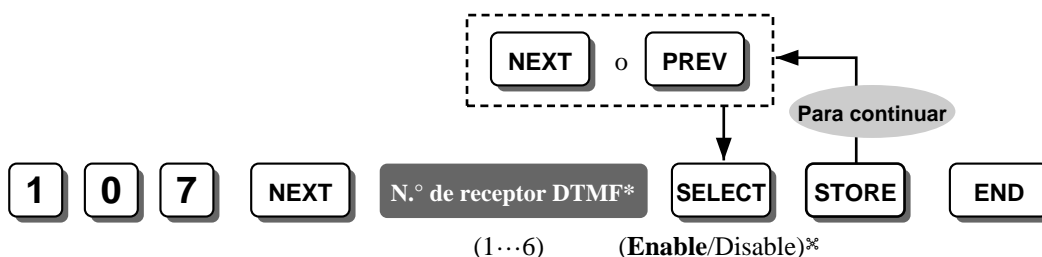 NEXT o PREV
Para continuar
1 0 7 NEXT N.° de receptor DTMF* SELECT STORE END
(1···6) (Enable/Disable)⌘